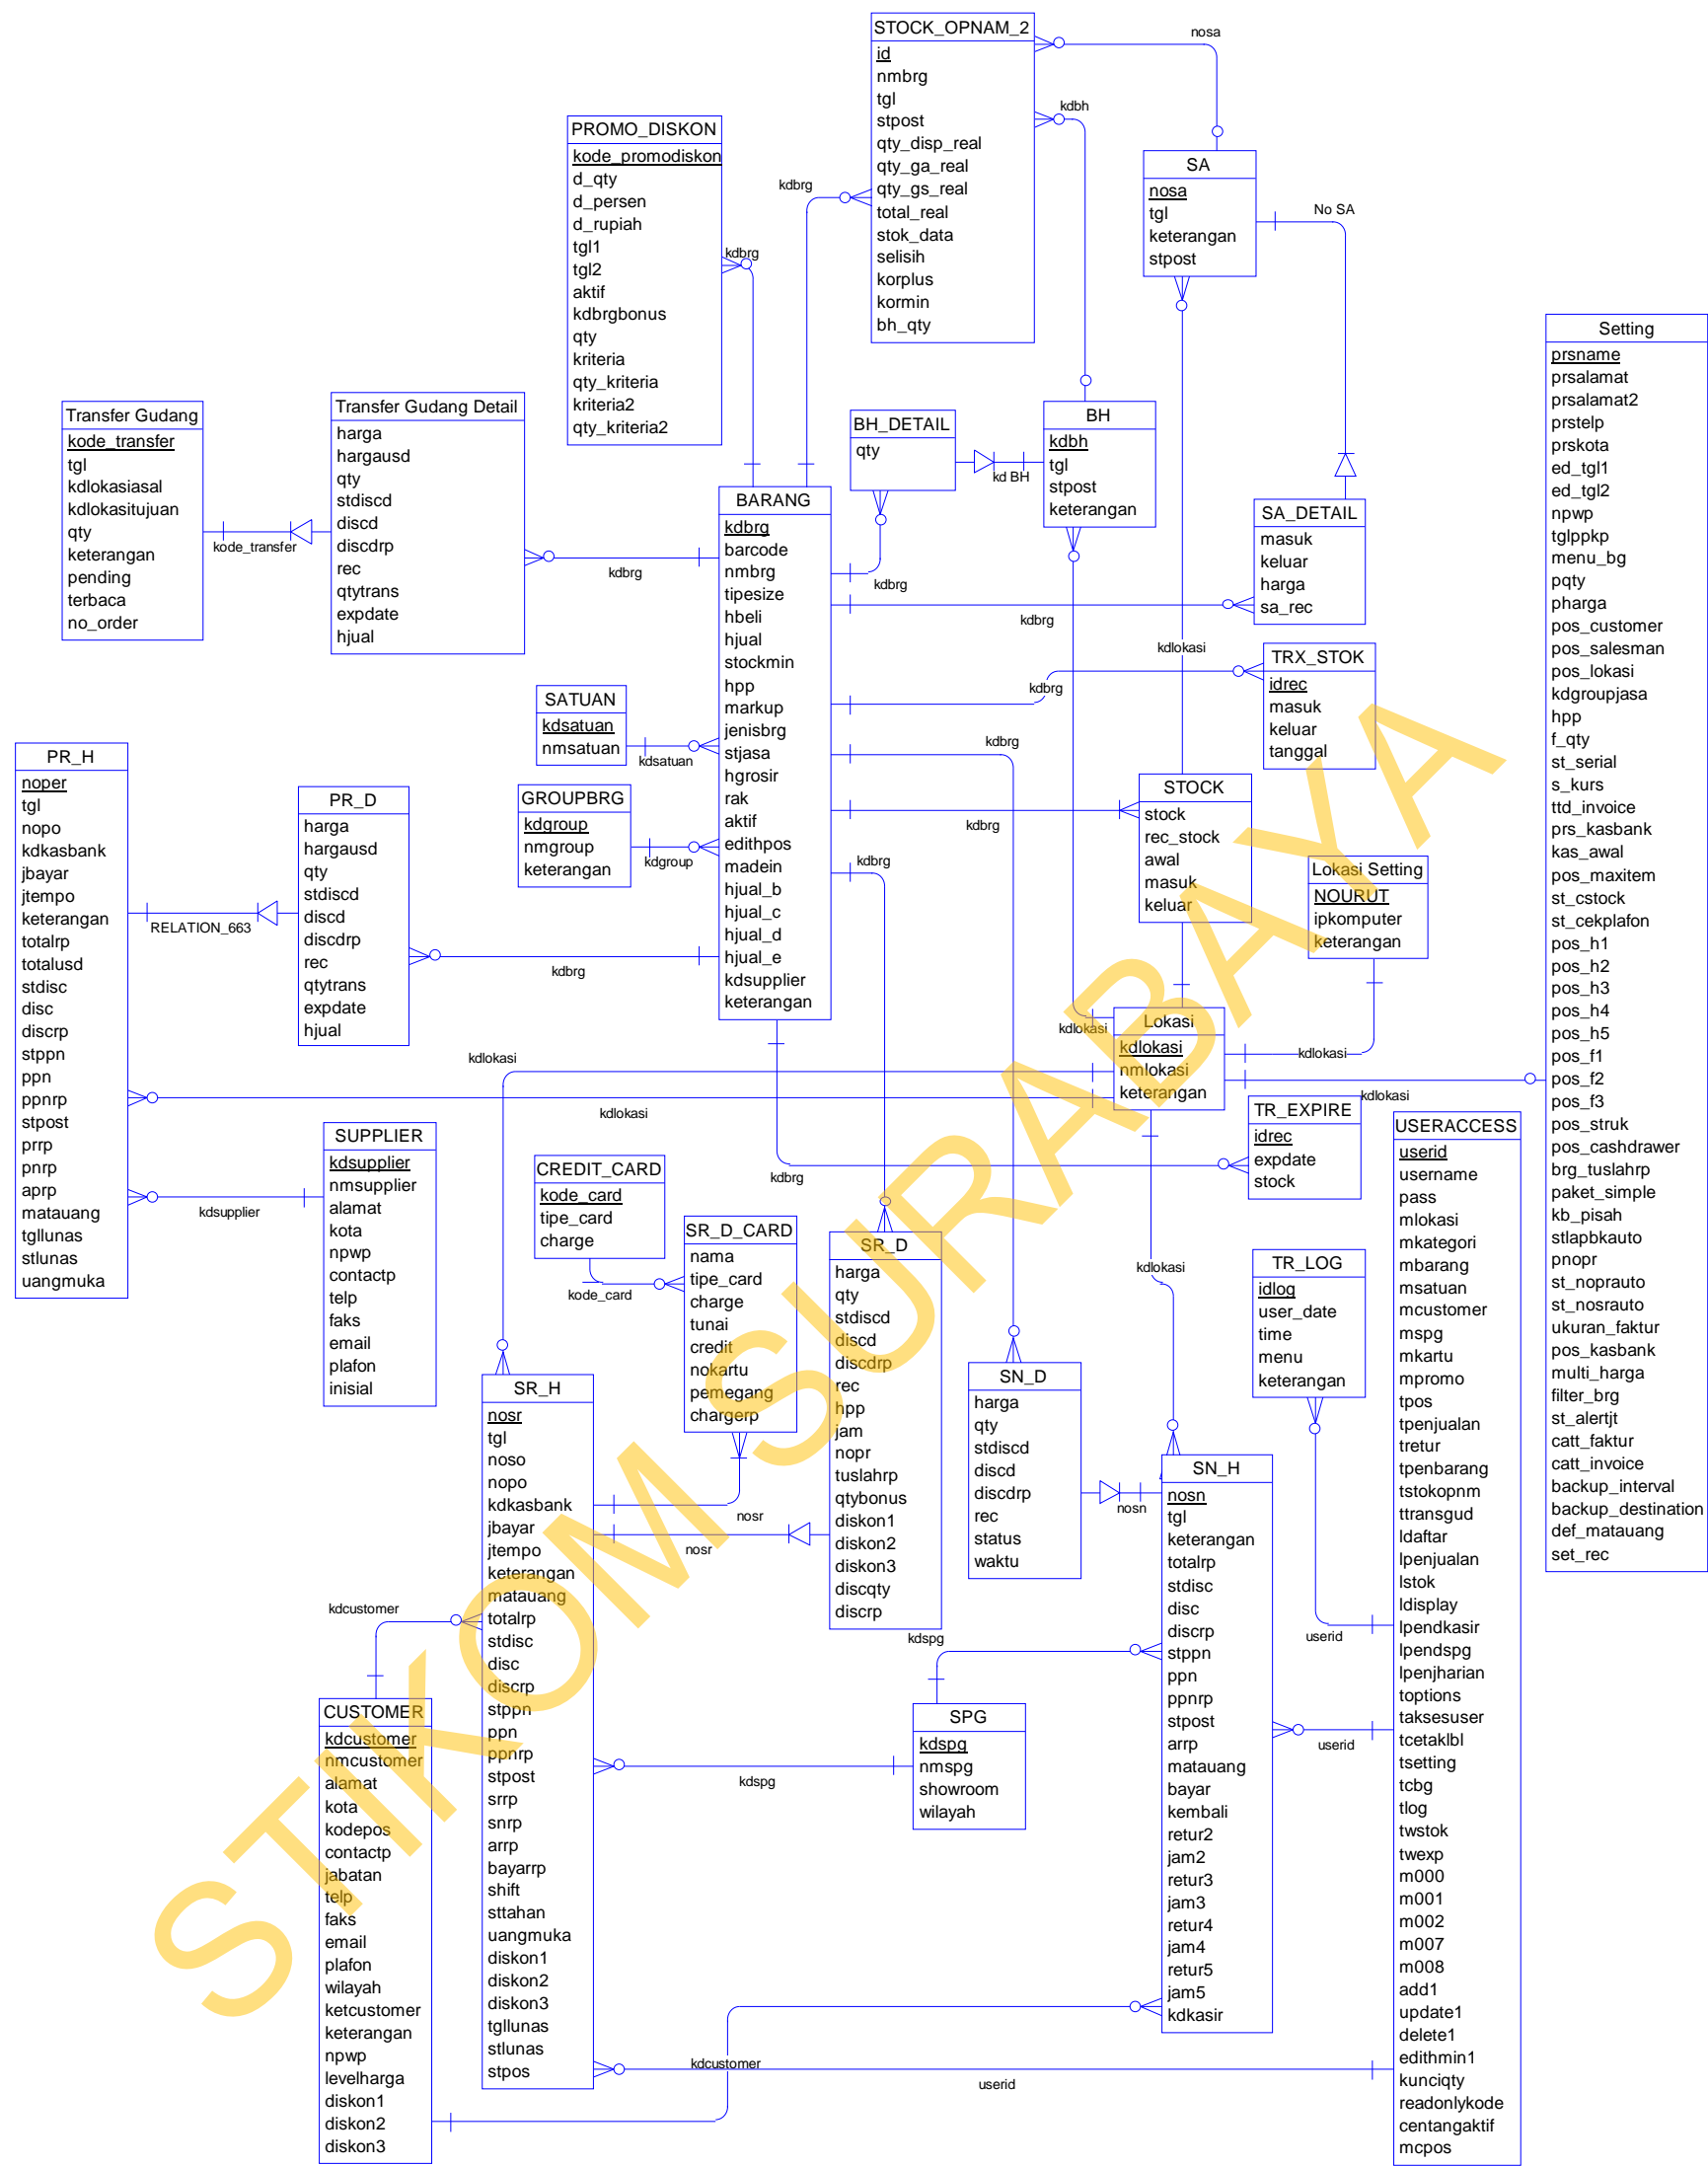 STOCK_OPNAM_2
id
nmbrg
tgl
stpost
qty_disp_real
qty_ga_real
qty_gs_real
total_real
stok_data
selisih
korplus
kormin
bh_qty
nosa
kdbh
kdbrg
PROMO_DISKON
kode_promodiskon
d_qty
d_persen
d_rupiah
tgl1
tgl2
aktif
kdbrgbonus
qty
kriteria
qty_kriteria
kriteria2
qty_kriteria2
kdbrg
SA
nosa
tgl
keterangan
stpost
No SA
Transfer Gudang
kode_transfer
tgl
kdlokasiasal
kdlokasitujuan
qty
keterangan
pending
terbaca
no_order
kode_transfer
Transfer Gudang Detail
harga
hargausd
qty
stdiscd
discd
discdrp
rec
qtytrans
expdate
hjual
kdbrg
BH_DETAIL
qty
kd BH
BH
kdbh
tgl
stpost
keterangan
kdbrg
SA_DETAIL
masuk
keluar
harga
sa_rec
kdbrg
kdlokasi
BARANG
kdbrg
barcode
nmbrg
tipesize
hbeli
hjual
stockmin
hpp
markup
jenisbrg
stjasa
hgrosir
rak
aktif
edithpos
madein
hjual_b
hjual_c
hjual_d
hjual_e
kdsupplier
keterangan
TRX_STOK
idrec
masuk
keluar
tanggal
kdbrg
SATUAN
kdsatuan
nmsatuan
kdsatuan
GROUPBRG
kdgroup
nmgroup
keterangan
kdgroup
kdbrg
STOCK
stock
rec_stock
awal
masuk
keluar
kdbrg
kdbrg
Lokasi Setting
NOURUT
ipkomputer
keterangan
kdlokasi
Lokasi
kdlokasi
nmlokasi
keterangan
kdlokasi
kdlokasi
Setting
prsname
prsalamat
prsalamat2
prstelp
prskota
ed_tgl1
ed_tgl2
npwp
tglppkp
menu_bg
pqty
pharga
pos_customer
pos_salesman
pos_lokasi
kdgroupjasa
hpp
f_qty
st_serial
s_kurs
ttd_invoice
prs_kasbank
kas_awal
pos_maxitem
st_cstock
st_cekplafon
pos_h1
pos_h2
pos_h3
pos_h4
pos_h5
pos_f1
pos_f2
pos_f3
pos_struk
pos_cashdrawer
brg_tuslahrp
paket_simple
kb_pisah
stlapbkauto
pnopr
st_noprauto
st_nosrauto
ukuran_faktur
pos_kasbank
multi_harga
filter_brg
st_alertjt
catt_faktur
catt_invoice
backup_interval
backup_destination
def_matauang
set_rec
PR_H
noper
tgl
nopo
kdkasbank
jbayar
jtempo
keterangan
totalrp
totalusd
stdisc
disc
discrp
stppn
ppn
ppnrp
stpost
prrp
pnrp
aprp
matauang
tgllunas
stlunas
uangmuka
RELATION_663
PR_D
harga
hargausd
qty
stdiscd
discd
discdrp
rec
qtytrans
expdate
hjual
kdbrg
kdlokasi
kdlokasi
SUPPLIER
kdsupplier
nmsupplier
alamat
kota
npwp
contactp
telp
faks
email
plafon
inisial
kdsupplier
TR_EXPIRE
idrec
expdate
stock
kdbrg
CREDIT_CARD
kode_card
tipe_card
charge
kode_card
SR_D_CARD
nama
tipe_card
charge
tunai
credit
nokartu
pemegang
chargerp
nosr
SR_D
harga
qty
stdiscd
discd
discdrp
rec
hpp
jam
nopr
tuslahrp
qtybonus
diskon1
diskon2
diskon3
discqty
discrp
nosr
kdlokasi
SN_D
harga
qty
stdiscd
discd
discdrp
rec
status
waktu
nosn
SN_H
nosn
tgl
keterangan
totalrp
stdisc
disc
discrp
stppn
ppn
ppnrp
stpost
arrp
matauang
bayar
kembali
retur2
jam2
retur3
jam3
retur4
jam4
retur5
jam5
kdkasir
TR_LOG
idlog
user_date
time
menu
keterangan
userid
USERACCESS
userid
username
pass
mlokasi
mkategori
mbarang
msatuan
mcustomer
mspg
mkartu
mpromo
tpos
tpenjualan
tretur
tpenbarang
tstokopnm
ttransgud
ldaftar
lpenjualan
lstok
ldisplay
lpendkasir
lpendspg
lpenjharian
toptions
taksesuser
tcetaklbl
tsetting
tcbg
tlog
twstok
twexp
m000
m001
m002
m007
m008
add1
update1
delete1
edithmin1
kunciqty
readonlykode
centangaktif
mcpos
userid
SR_H
nosr
tgl
noso
nopo
kdkasbank
jbayar
jtempo
keterangan
matauang
totalrp
stdisc
disc
discrp
stppn
ppn
ppnrp
stpost
srrp
snrp
arrp
bayarrp
shift
sttahan
uangmuka
diskon1
diskon2
diskon3
tgllunas
stlunas
stpos
kdcustomer
CUSTOMER
kdcustomer
nmcustomer
alamat
kota
kodepos
contactp
jabatan
telp
faks
email
plafon
wilayah
ketcustomer
keterangan
npwp
levelharga
diskon1
diskon2
diskon3
kdspg
SPG
kdspg
nmspg
showroom
wilayah
kdspg
kdcustomer
userid
STIKOM SURABAYA